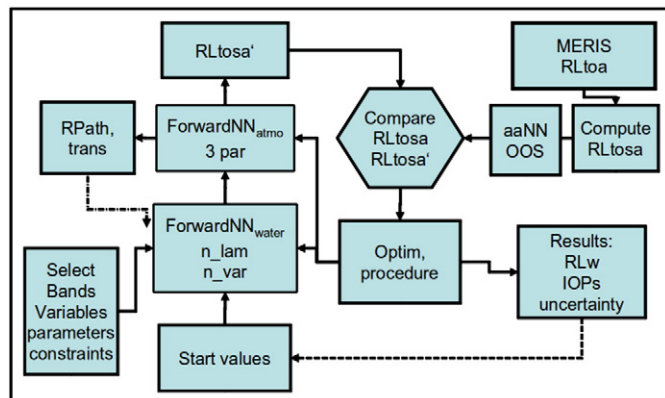 RLtosa‘
MERIS
RLtoa
RPath,
trans
ForwardNNatmo
3 par
Compare
RLtosa
RLtosa‘
aaNN
OOS
Compute
RLtosa
ForwardNNwater
n_lam
n_var
Optim,
procedure
Results:
RLw
IOPs
uncertainty
Select
Bands
Variables
parameters
constraints
Start values